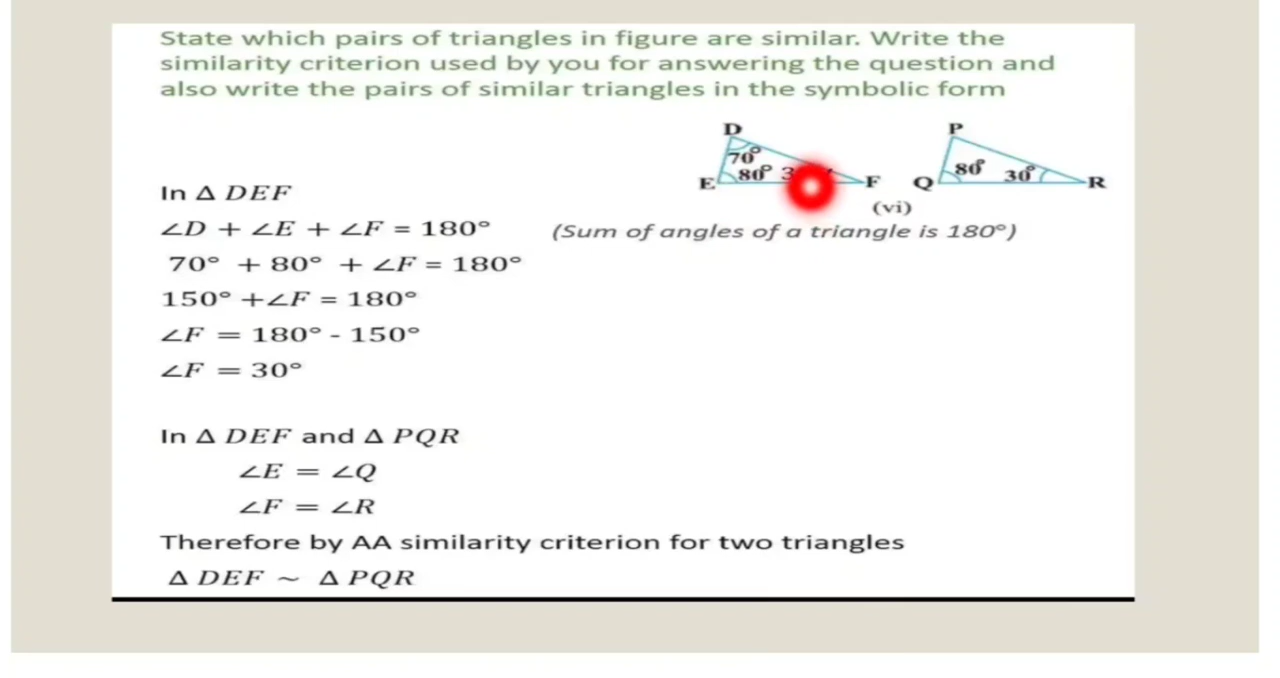 State which pairs of triangles in figure are similar. Write the
similarity criterion used by you for answering the question and
also write the pairs of similar triangles in the symbolic form
D
P
70°
80°
80°
30°
E
F
Q
R
(vi)
In Δ DEF
∠D + ∠E + ∠F = 180° (Sum of angles of a triangle is 180°)
70° + 80° + ∠F = 180°
150° +∠F = 180°
∠F = 180° - 150°
∠F = 30°
In Δ DEF and Δ PQR
∠E = ∠Q
∠F = ∠R
Therefore by AA similarity criterion for two triangles
Δ DEF ~ Δ PQR